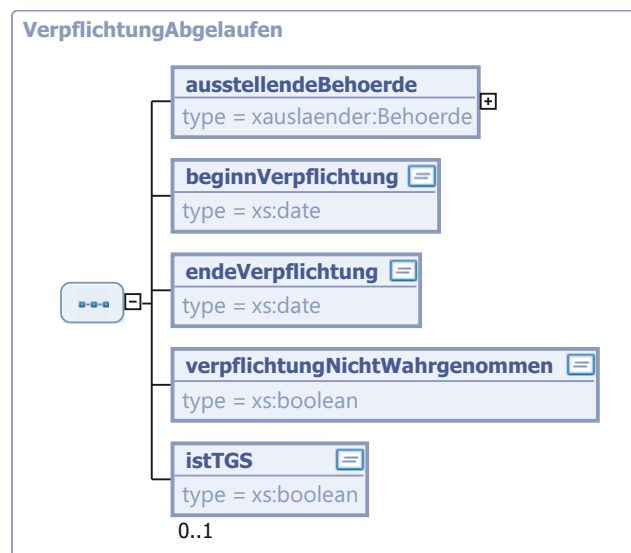 VerpflichtungAbgelaufen
ausstellendeBehoerde
type = xauslaender:Behoerde
beginnVerpflichtung
type = xs:date
endeVerpflichtung
type = xs:date
verpflichtungNichtWahrgenommen
type = xs:boolean
istTGS
type = xs:boolean
0..1